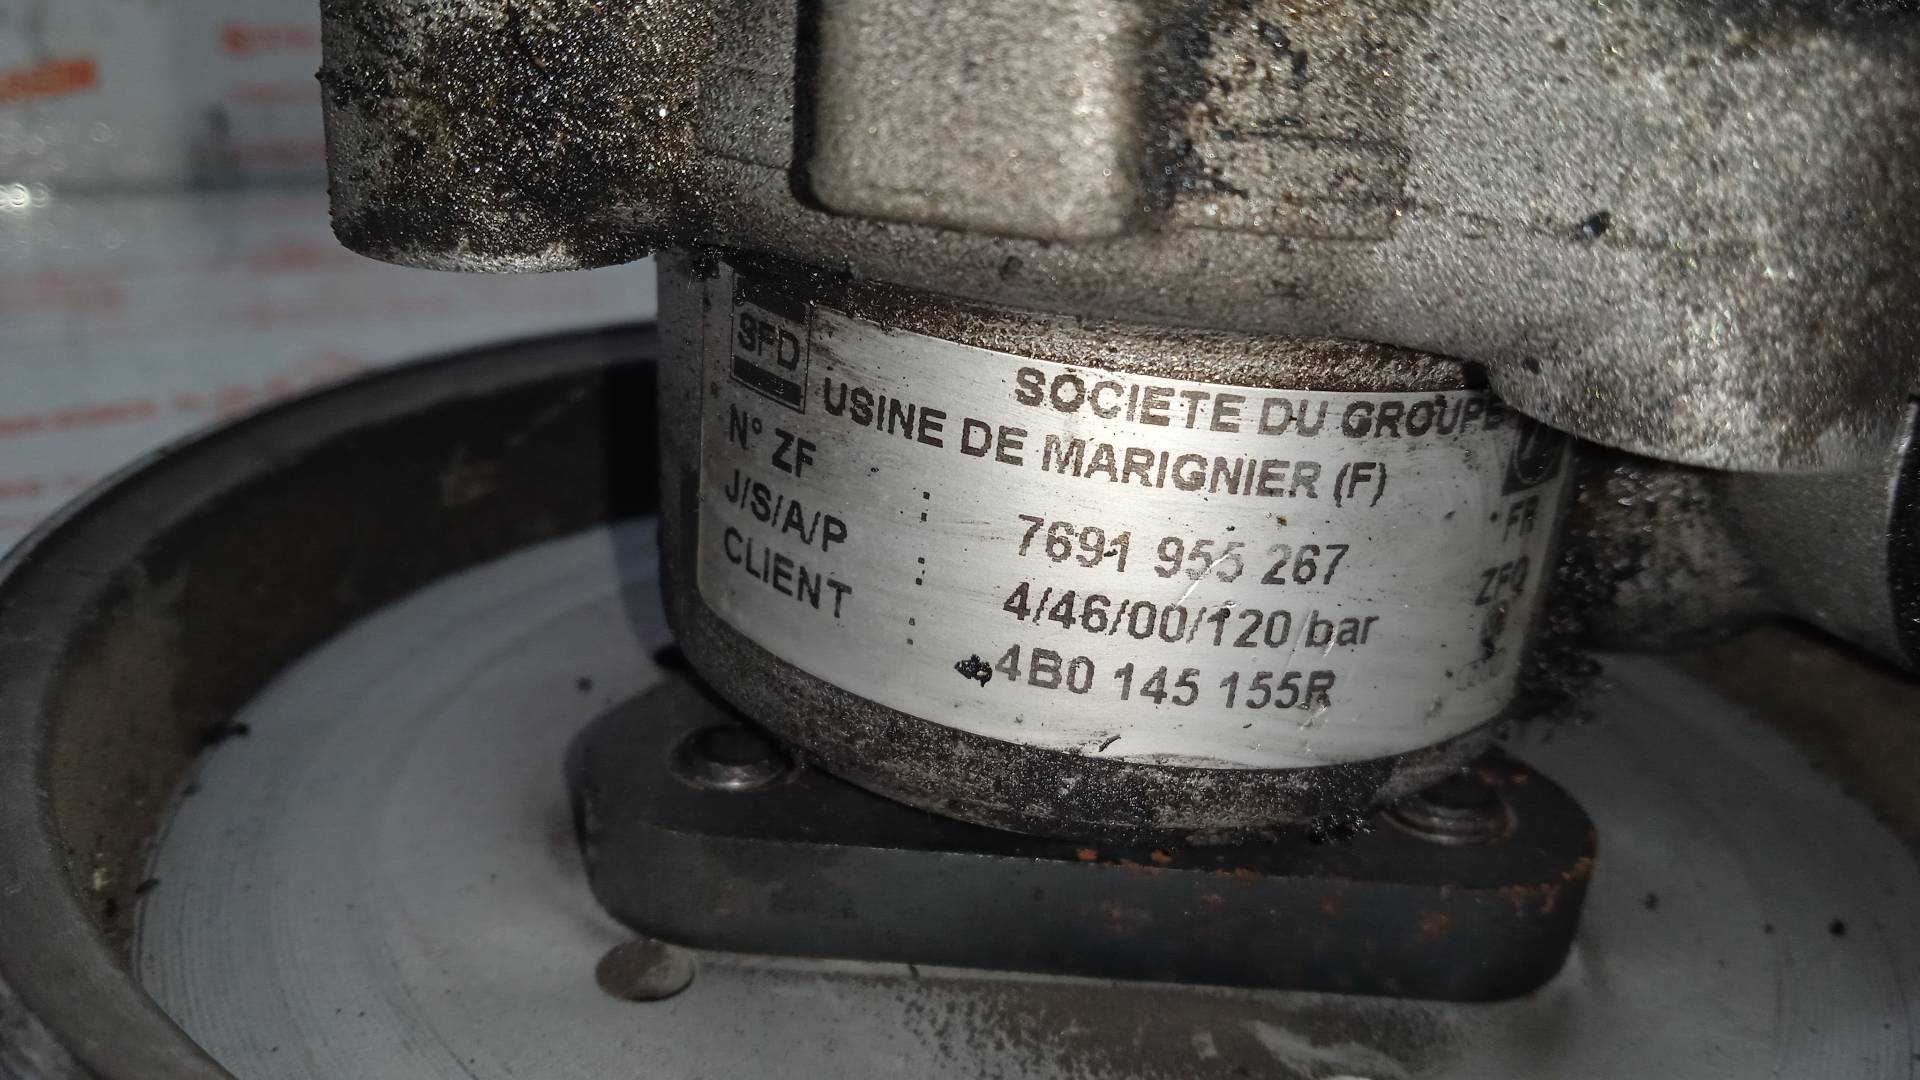 SFD
SOCIETE DU GROUPE
USINE DE MARIGNIER (F)
N° ZF : 7691 955 267
FR
J/S/A/P : 4/46/00/120 bar
ZFQ
CLIENT : 4B0 145 155R